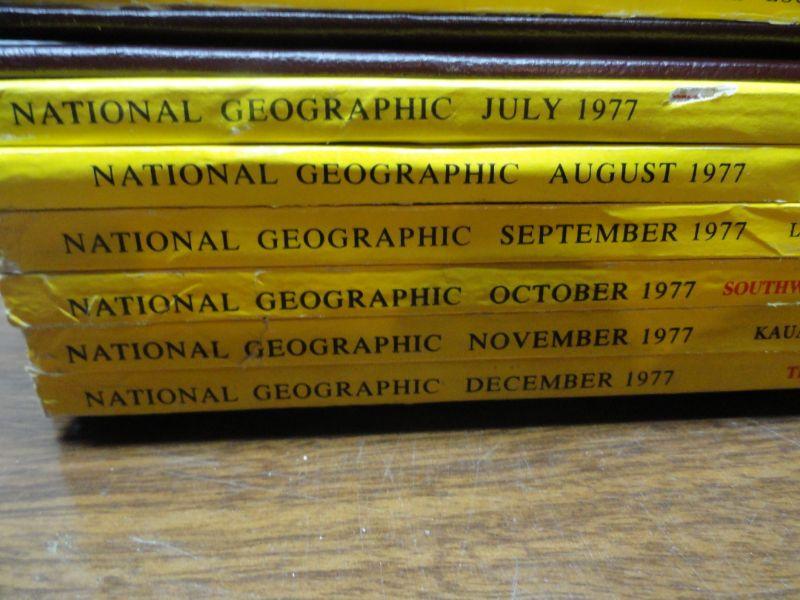 NATIONAL GEOGRAPHIC JULY 1977
NATIONAL GEOGRAPHIC AUGUST 1977
NATIONAL GEOGRAPHIC SEPTEMBER 1977
NATIONAL GEOGRAPHIC OCTOBER 1977
NATIONAL GEOGRAPHIC NOVEMBER 1977
NATIONAL GEOGRAPHIC DECEMBER 1977